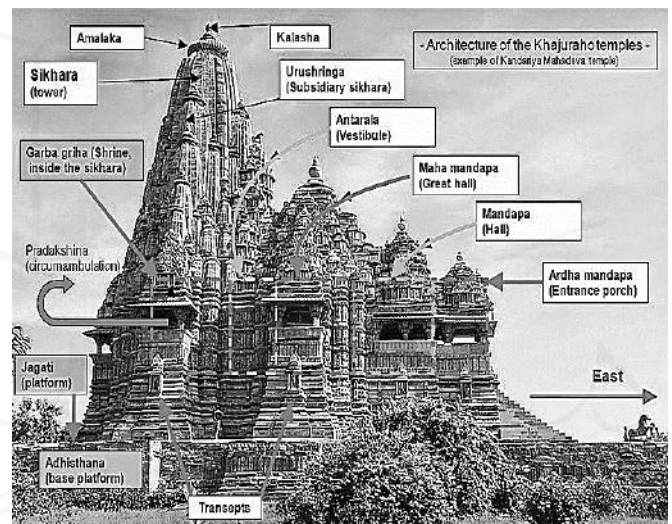 Amalaka
Kalasha
- Architecture of the Khajuraho temples -
(example of Kandariya Mahadeva temple)
Sikhara
(tower)
Urushringa
(Subsidiary sikhara)
Antarala
(Vestibule)
Garba griha (Shrine,
inside the sikhara)
Maha mandapa
(Great hall)
Mandapa
(Hall)
Pradakshina
(circumambulation)
Ardha mandapa
(Entrance porch)
Jagati
(platform)
East
Adhisthana
(base platform)
Transepts